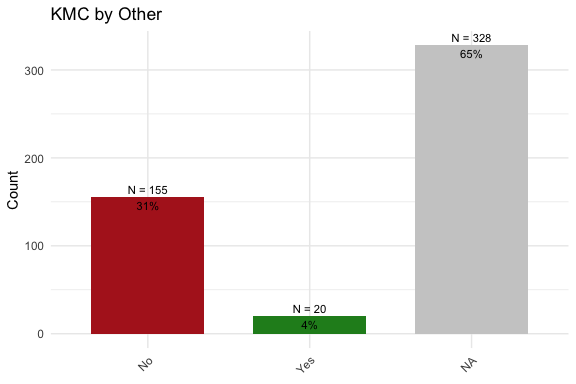 KMC by Other
Count
300
200
100
0
N = 155
31%
N = 20
4%
N = 328
65%
No
Yes
NA